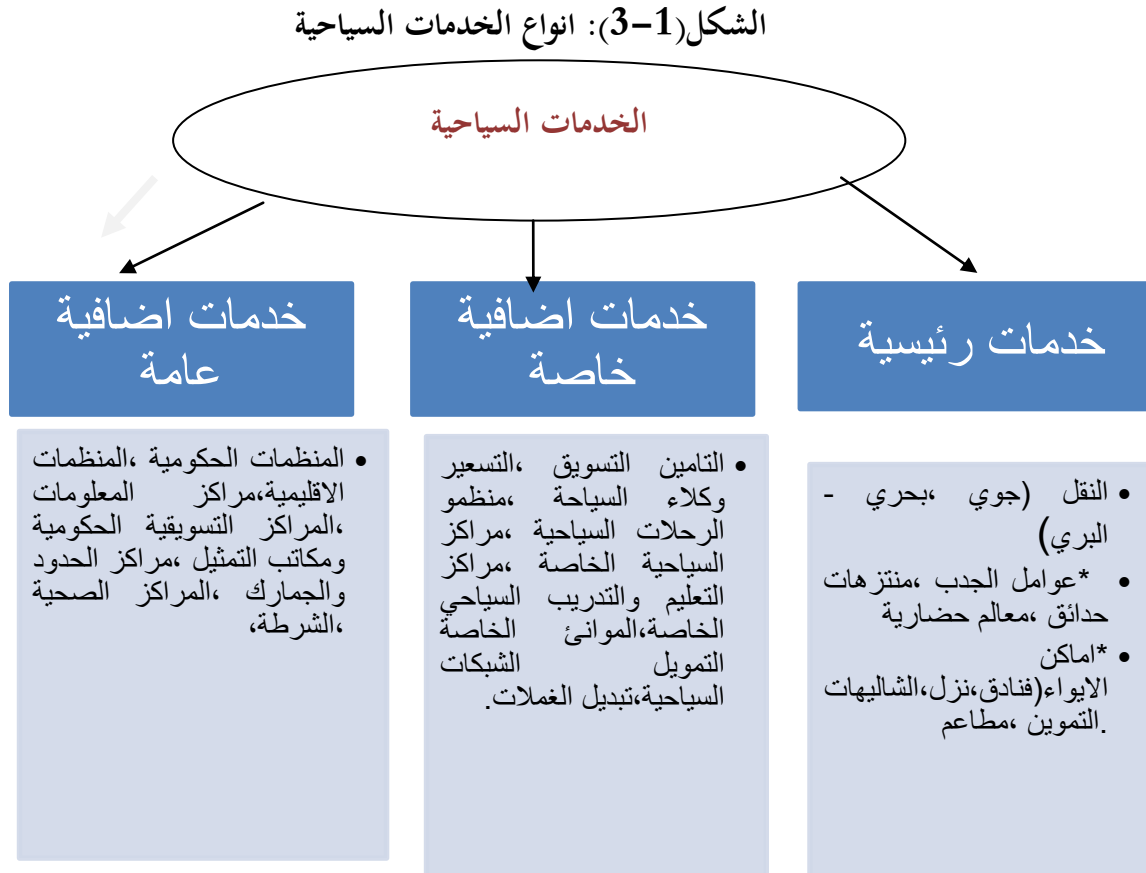 الشكل(1-3): انواع الخدمات السياحية
الخدمات السياحية
خدمات رئيسية
• النقل (جوي ،بحري -
البري)
• *عوامل الجدب ،منتزهات
حدائق ،معالم حضارية
• *اماكن
الايواء(فنادق،نزل،الشاليهات
.التموين ،مطاعم
خدمات اضافية
خاصة
• التامين التسويق ،التسعير
وكلاء السياحة ،منظمو
الرحلات السياحية ،مراكز
السياحية الخاصة ،مراكز
التعليم والتدريب السياحي
الخاصة،الموانئ الخاصة
التمويل الشبكات
السياحية،تبديل الغملات.
خدمات اضافية
عامة
• المنظمات الحكومية ،المنظمات
الاقليمية،مراكز المعلومات
،المراكز التسويقية الحكومية
ومكاتب التمثيل ،مراكز الحدود
والجمارك ،المراكز الصحية
،الشرطة،